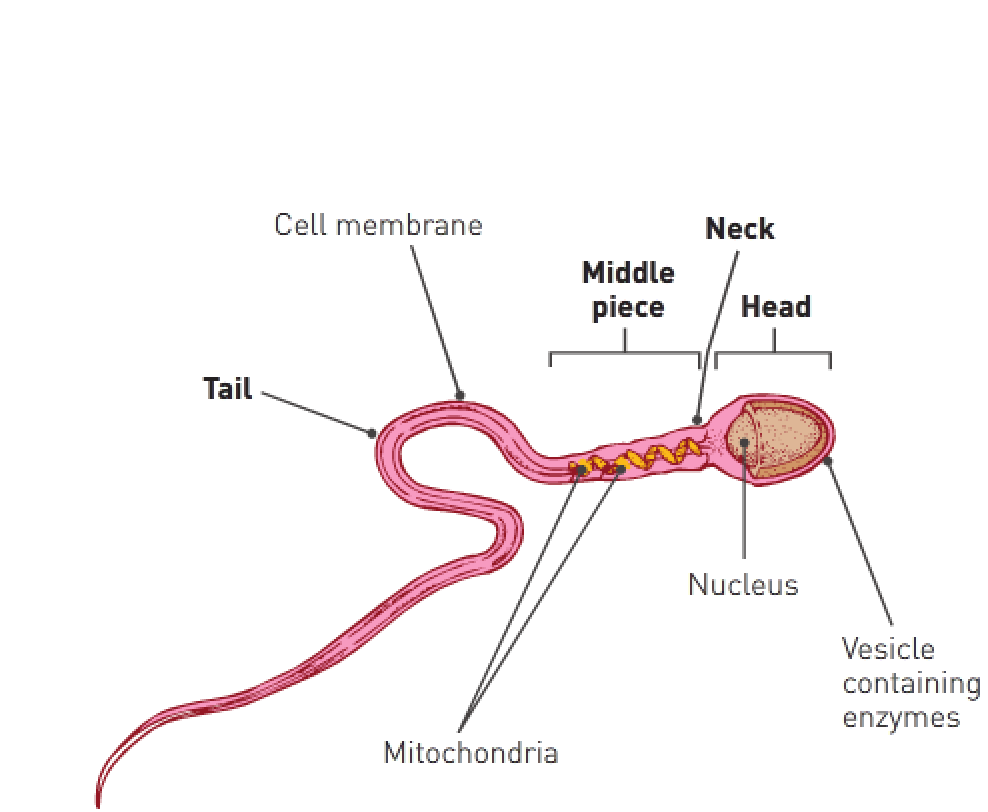 Cell membrane
Neck
Middle
piece
Head
Tail
Nucleus
Vesicle
containing
enzymes
Mitochondria